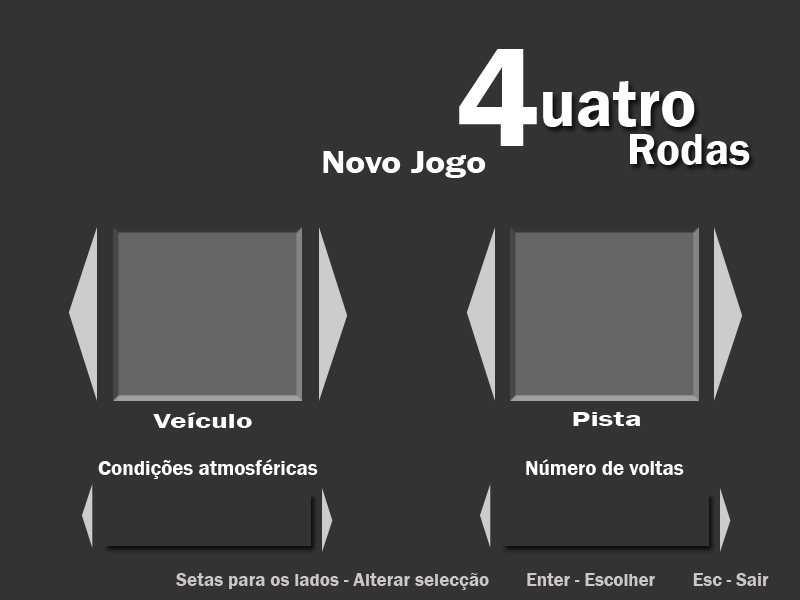 4uatro
Rodas
Novo Jogo
Veículo
Pista
Condições atmosféricas
Número de voltas
Setas para os lados - Alterar selecção
Enter - Escolher
Esc - Sair